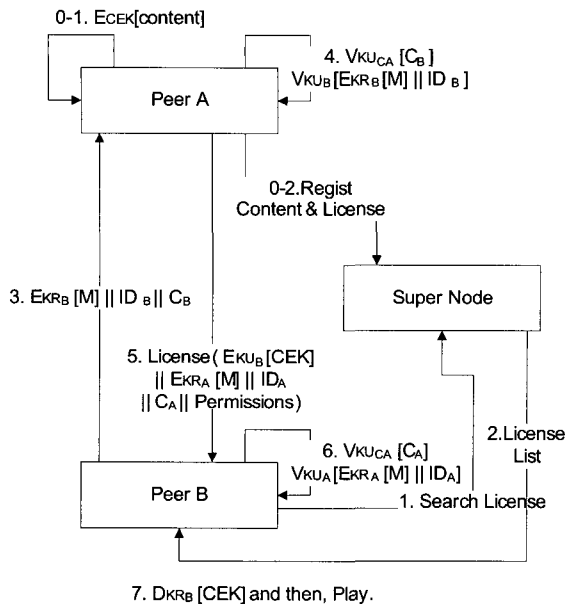 0-1. ECEK[content]
4. VKUCA [CB]
VKUB[EKRB[M] || ID B]
Peer A
0-2.Regist
Content & License
3. EKRB [M] || ID B || CB
Super Node
5. License( EKUB[CEK]
|| EKRA [M] || IDA
|| CA || Permissions)
6. VKUCA [CA]
VKUA[EKRA[M] || IDA]
2.License
List
Peer B
1. Search License
7. DKRB [CEK] and then, Play.